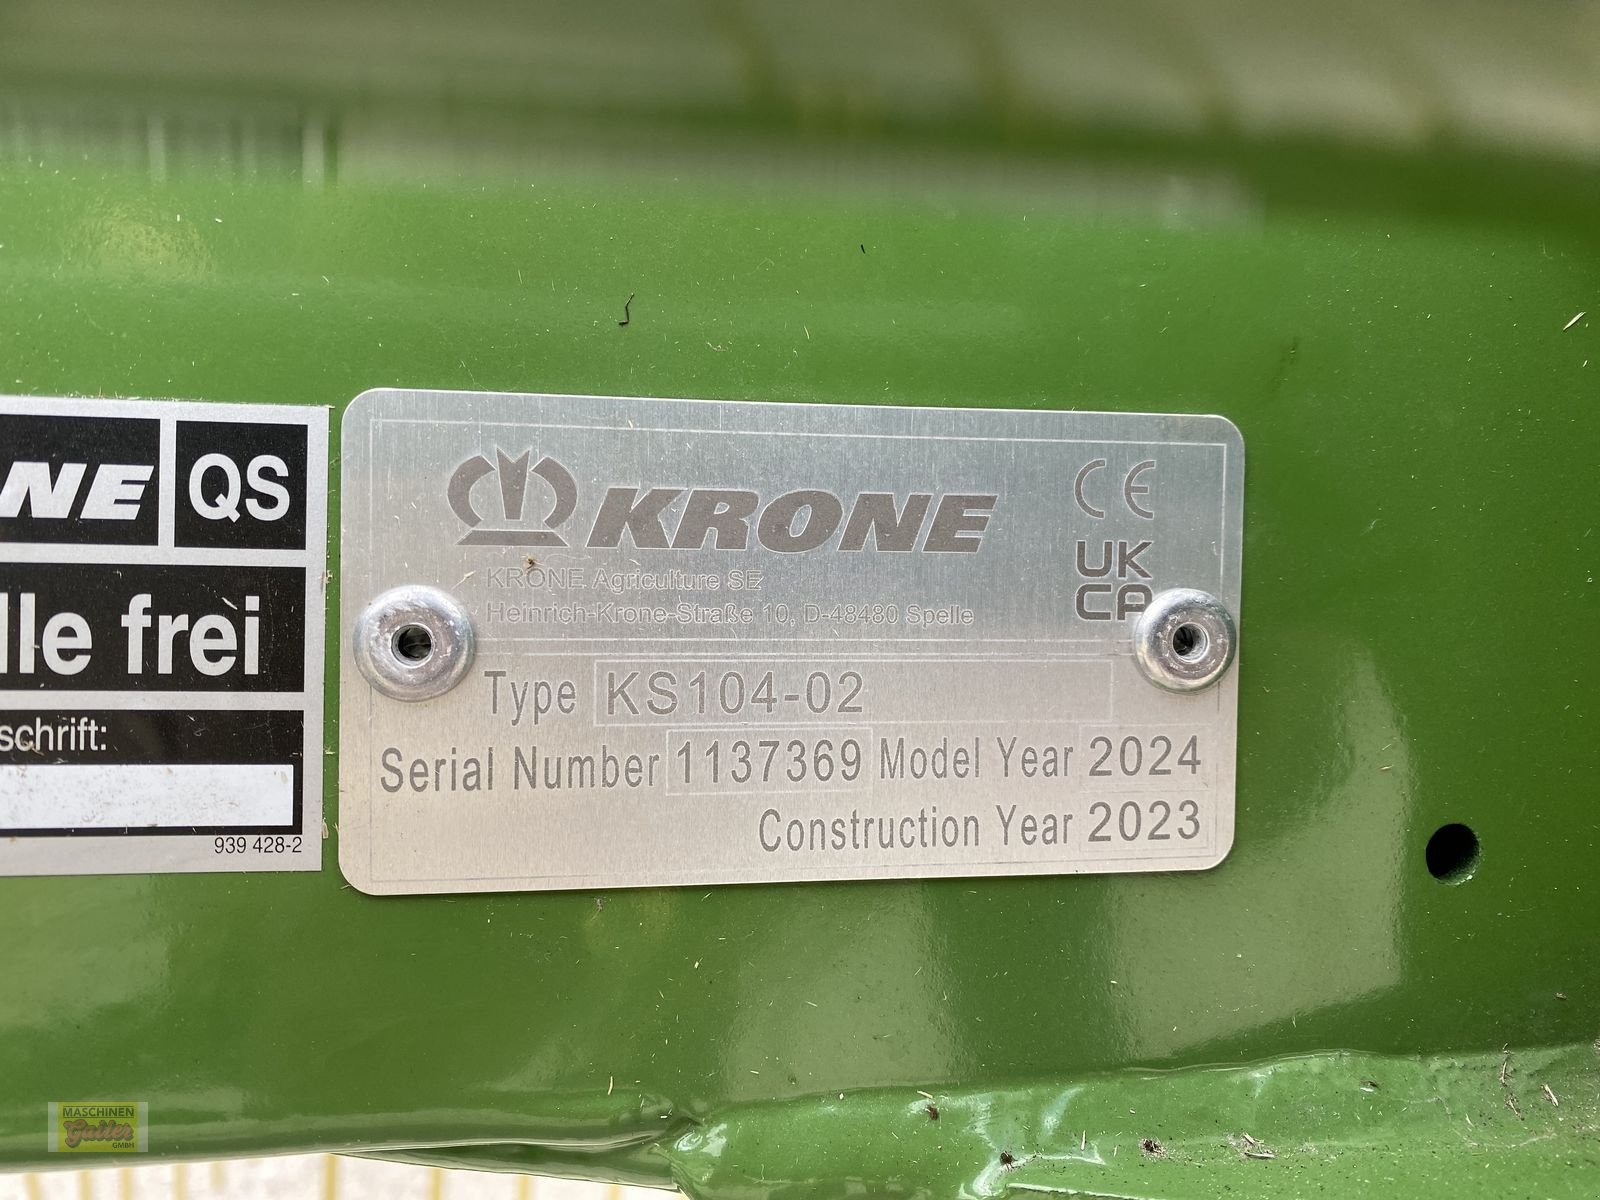 NE
QS
lle frei
schrift:
939 428-2
KRONE
CE
UK
CA
KRONE Agriculture SE
Heinrich-Krone-Straße 10, D-48480 Spelle
Type KS104-02
Serial Number 1137369 Model Year 2024
Construction Year 2023
MASCHINEN
Gailer
GMBH